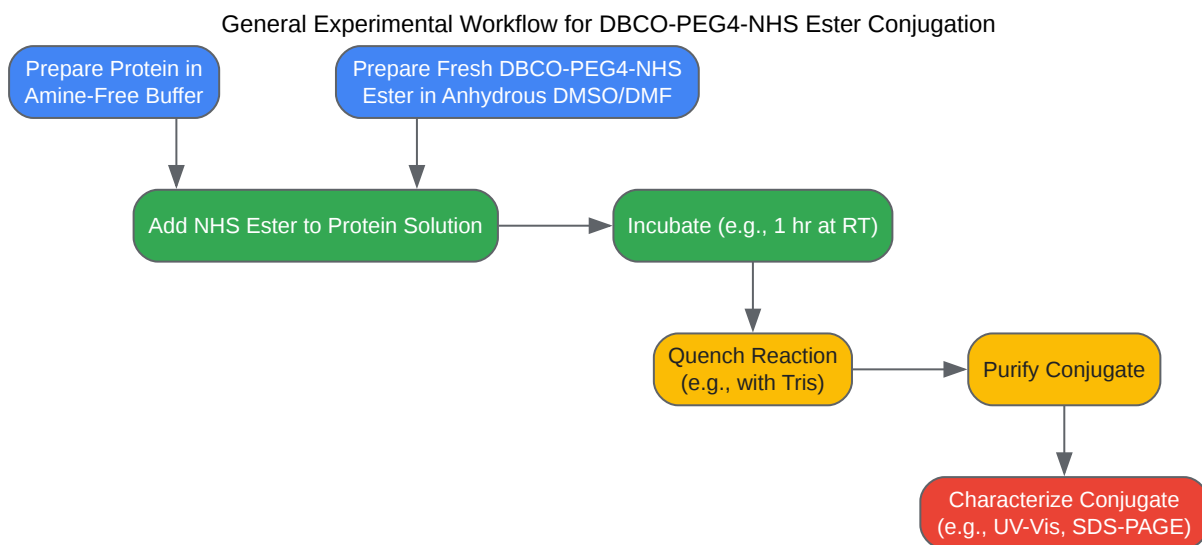 General Experimental Workflow for DBCO-PEG4-NHS Ester Conjugation
Prepare Protein in
Amine-Free Buffer
Prepare Fresh DBCO-PEG4-NHS
Ester in Anhydrous DMSO/DMF
Add NHS Ester to Protein Solution
Incubate (e.g., 1 hr at RT)
Quench Reaction
(e.g., with Tris)
Purify Conjugate
Characterize Conjugate
(e.g., UV-Vis, SDS-PAGE)